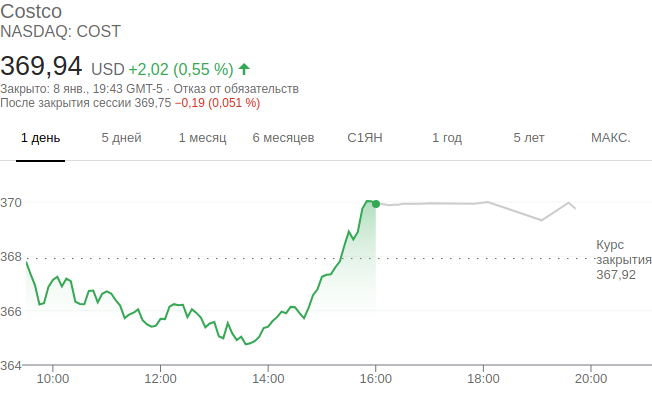 Costco
NASDAQ: COST
369,94 USD +2,02 (0,55 %)
Закрыто: 8 янв., 19:43 GMT-5 · Отказ от обязательств
После закрытия сессии 369,75 −0,19 (0,051 %)
1 день 5 дней 1 месяц 6 месяцев С1ЯН 1 год 5 лет МАКС.
370
368
366
364
Курс
закрытия
367,92
10:00 12:00 14:00 16:00 18:00 20:00